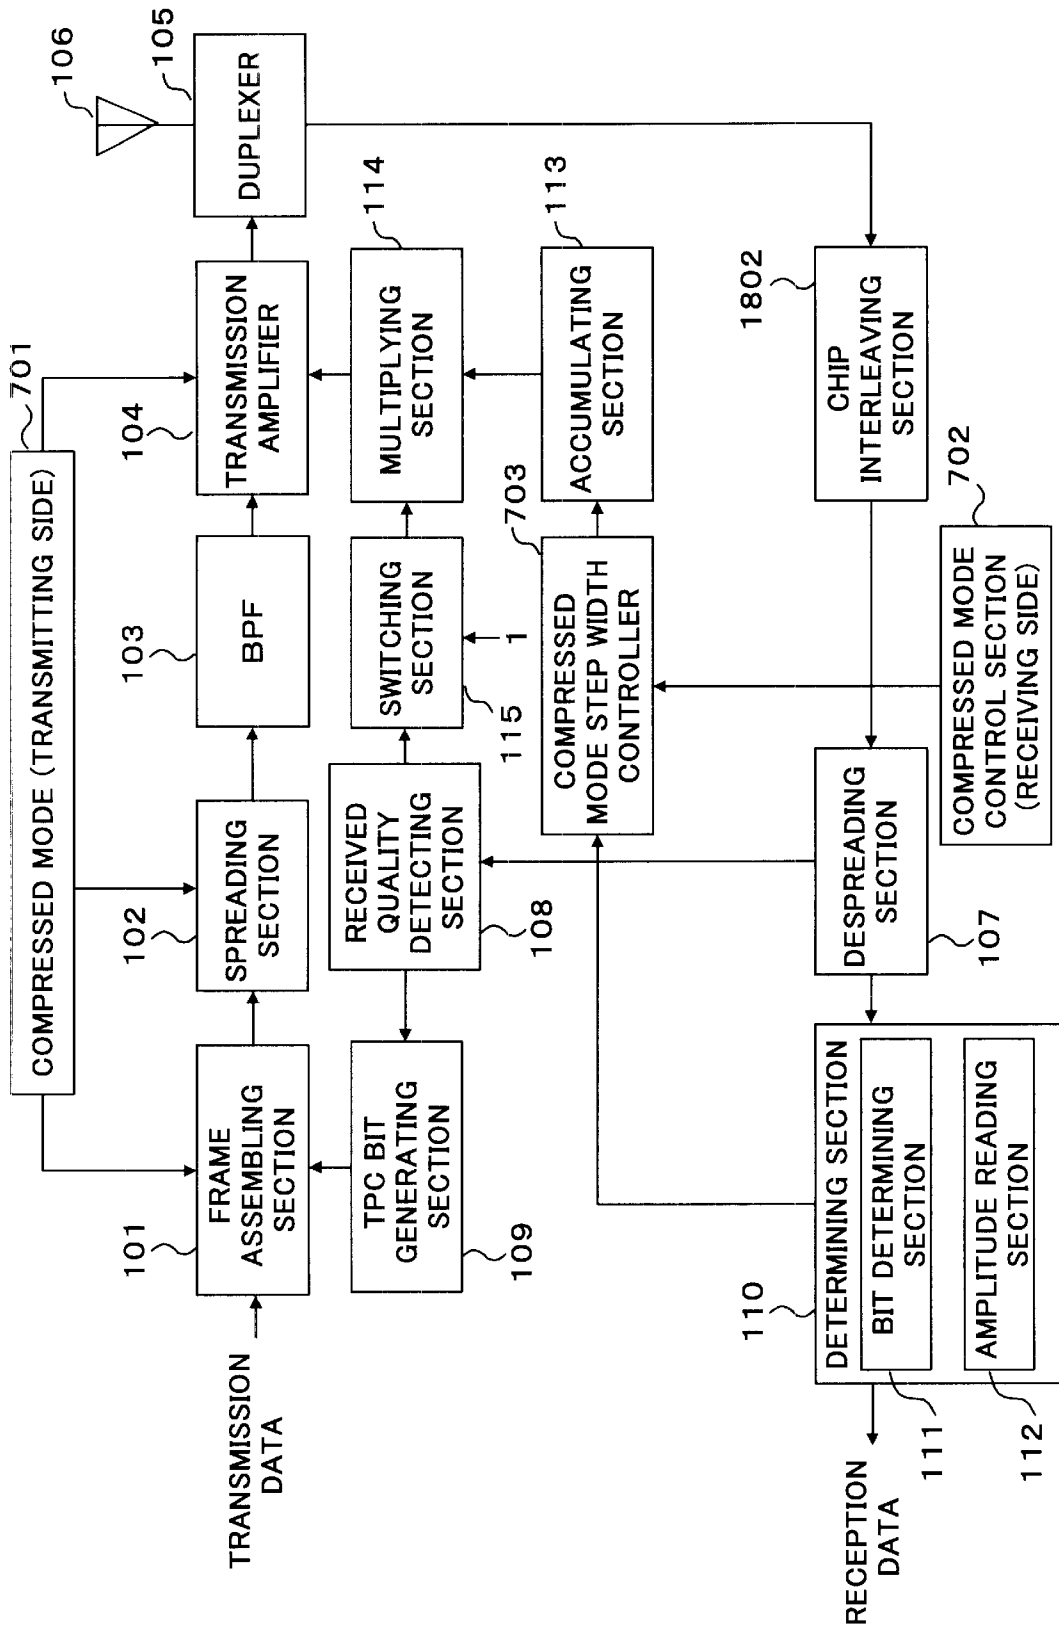 COMPRESSED MODE (TRANSMITTING SIDE)
701
106
105
DUPLEXER
101
FRAME
ASSEMBLING
SECTION
102
SPREADING
SECTION
103
BPF
104
TRANSMISSION
AMPLIFIER
TRANSMISSION
DATA
TPC BIT
GENERATING
SECTION
109
RECEIVED
QUALITY
DETECTING
SECTION
108
SWITCHING
SECTION
115
1
MULTIPLYING
SECTION
114
COMPRESSED
MODE STEP WIDTH
CONTROLLER
703
ACCUMULATING
SECTION
113
110
DETERMINING SECTION
BIT DETERMINING
SECTION
111
AMPLITUDE READING
SECTION
112
RECEPTION
DATA
DESPREADING
SECTION
107
CHIP
INTERLEAVING
SECTION
1802
702
COMPRESSED MODE
CONTROL SECTION
(RECEIVING SIDE)